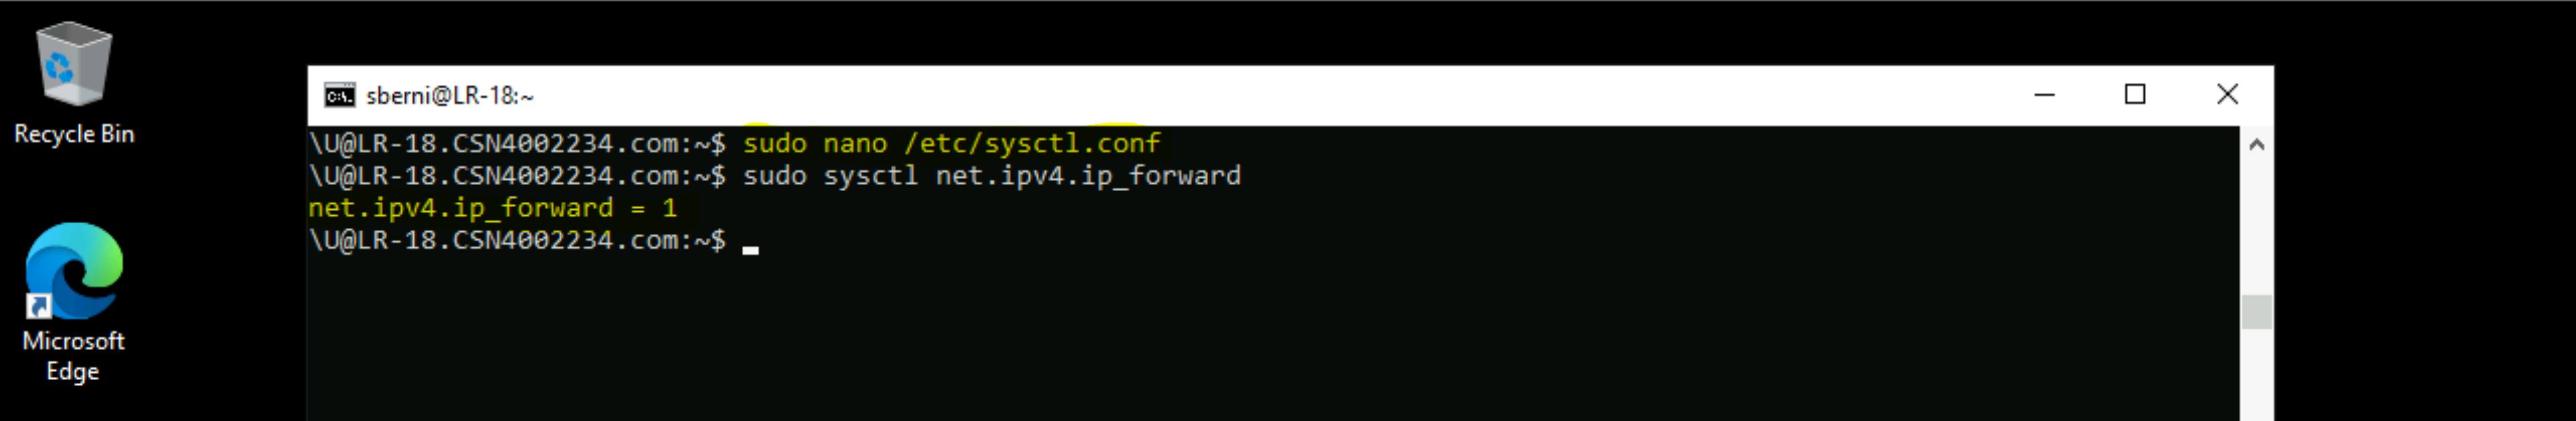 Recycle Bin
Microsoft
Edge
sberni@LR-18:~
\U@LR-18.CSN4002234.com:~$ sudo nano /etc/sysctl.conf
\U@LR-18.CSN4002234.com:~$ sudo sysctl net.ipv4.ip_forward
net.ipv4.ip_forward = 1
\U@LR-18.CSN4002234.com:~$